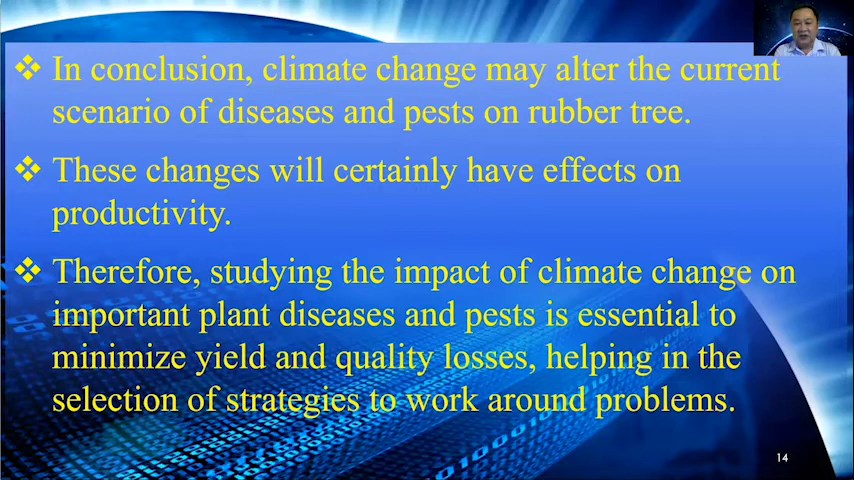 ❖ In conclusion, climate change may alter the current
scenario of diseases and pests on rubber tree.
❖ These changes will certainly have effects on
productivity.
❖ Therefore, studying the impact of climate change on
important plant diseases and pests is essential to
minimize yield and quality losses, helping in the
selection of strategies to work around problems.
14